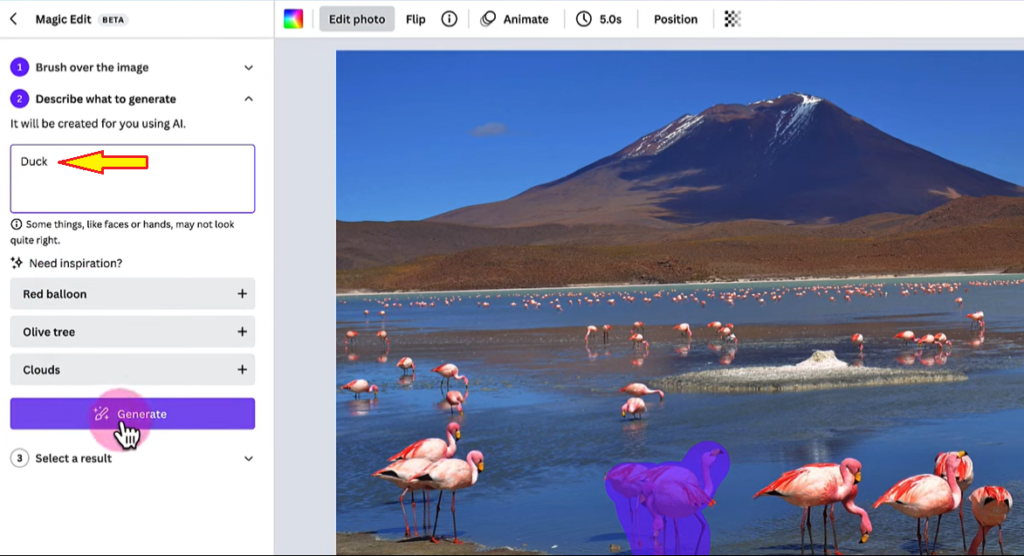 Magic Edit BETA
Edit photo Flip Animate 5.0s Position
1 Brush over the image
2 Describe what to generate
It will be created for you using AI.
Duck
Some things, like faces or hands, may not look
quite right.
Need inspiration?
Red balloon
Olive tree
Clouds
Generate
3 Select a result